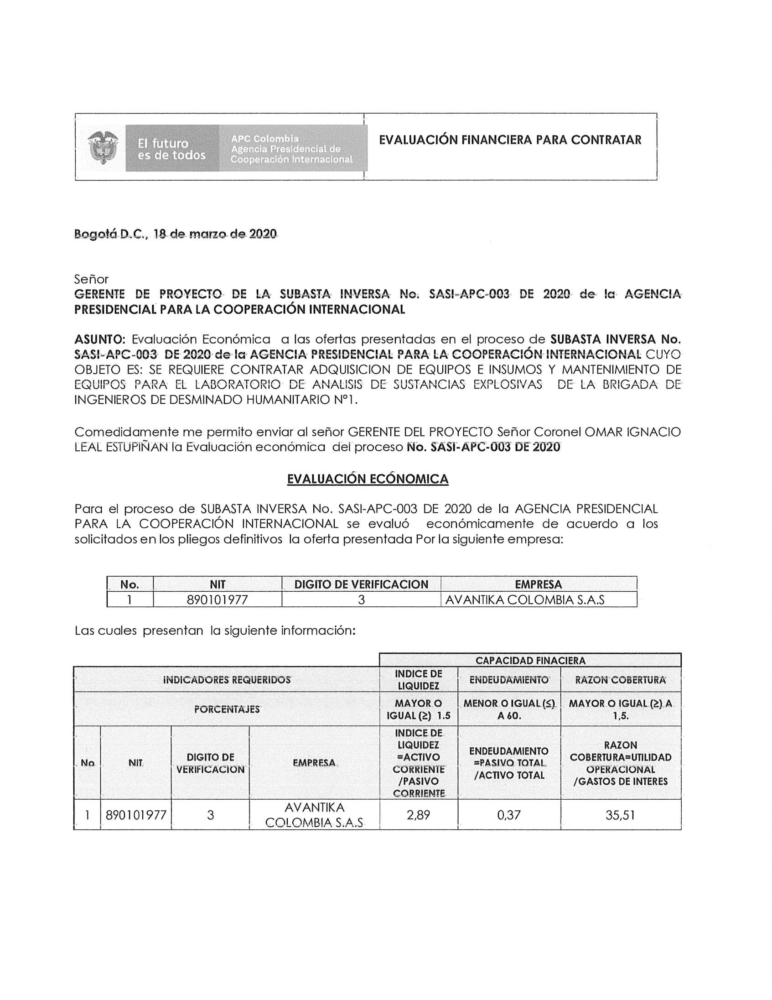 El futuro
es de todos
APC Colombia
Agencia Presidencial de
Cooperación Internacional
EVALUACIÓN FINANCIERA PARA CONTRATAR
Bogotá D.C., 18 de marzo de 2020
Señor
GERENTE DE PROYECTO DE LA SUBASTA INVERSA No. SASI-APC-003 DE 2020 de la AGENCIA
PRESIDENCIAL PARA LA COOPERACIÓN INTERNACIONAL
ASUNTO: Evaluación Económica a las ofertas presentadas en el proceso de SUBASTA INVERSA No.
SASI-APC-003 DE 2020 de la AGENCIA PRESIDENCIAL PARA LA COOPERACIÓN INTERNACIONAL CUYO
OBJETO ES: SE REQUIERE CONTRATAR ADQUISICION DE EQUIPOS E INSUMOS Y MANTENIMIENTO DE
EQUIPOS PARA EL LABORATORIO DE ANALISIS DE SUSTANCIAS EXPLOSIVAS DE LA BRIGADA DE
INGENIEROS DE DESMINADO HUMANITARIO N°1.
Comedidamente me permito enviar al señor GERENTE DEL PROYECTO Señor Coronel OMAR IGNACIO
LEAL ESTUPIÑAN la Evaluación económica del proceso No. SASI-APC-003 DE 2020
EVALUACIÓN ECÓNOMICA
Para el proceso de SUBASTA INVERSA No. SASI-APC-003 DE 2020 de la AGENCIA PRESIDENCIAL
PARA LA COOPERACIÓN INTERNACIONAL se evaluó económicamente de acuerdo a los
solicitados en los pliegos definitivos la oferta presentada Por la siguiente empresa:
No. NIT DIGITO DE VERIFICACION EMPRESA
1 890101977 3 AVANTIKA COLOMBIA S.A.S
Las cuales presentan la siguiente información:
CAPACIDAD FINACIERA
INDICADORES REQUERIDOS
INDICE DE
LIQUIDEZ
ENDEUDAMIENTO
RAZON COBERTURA
PORCENTAJES
MAYOR O
IGUAL (≥) 1.5
MENOR O IGUAL (≤)
A 60.
MAYOR O IGUAL (≥) A
1,5.
No
NIT
DIGITO DE
VERIFICACION
EMPRESA
INDICE DE
LIQUIDEZ
=ACTIVO
CORRIENTE
/PASIVO
CORRIENTE
ENDEUDAMIENTO
=PASIVO TOTAL
/ACTIVO TOTAL
RAZON
COBERTURA=UTILIDAD
OPERACIONAL
/GASTOS DE INTERES
1
890101977
3
AVANTIKA
COLOMBIA S.A.S
2,89
0,37
35,51